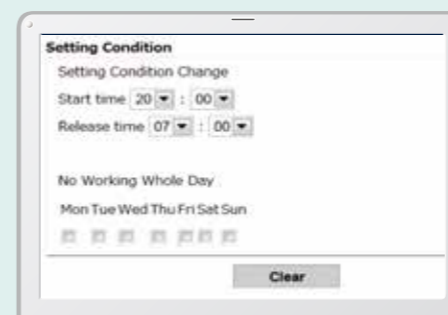 Setting Condition
Setting Condition Change
Start time 20 : 00
Release time 07 : 00
No Working Whole Day
Mon Tue Wed Thu Fri Sat Sun
Clear